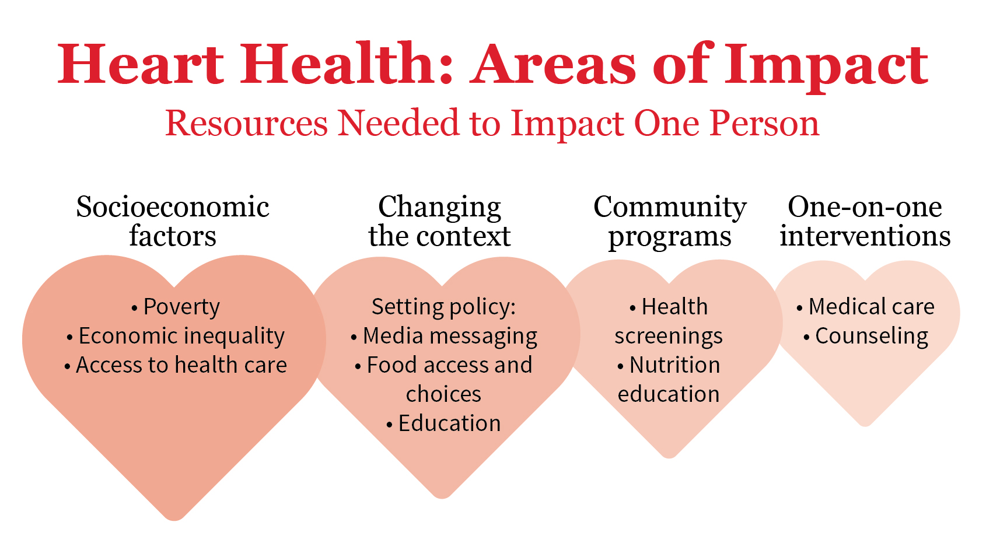 Heart Health: Areas of Impact
Resources Needed to Impact One Person
Socioeconomic
factors
• Poverty
• Economic inequality
• Access to health care
Changing
the context
Setting policy:
• Media messaging
• Food access and
choices
• Education
Community
programs
• Health
screenings
• Nutrition
education
One-on-one
interventions
• Medical care
• Counseling